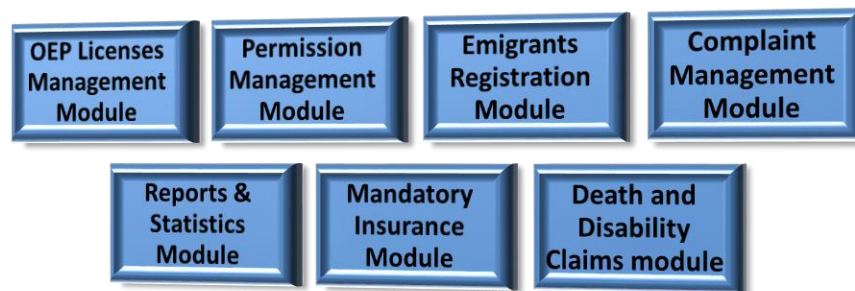 OEP Licenses
Management
Module
Permission
Management
Module
Emigrants
Registration
Module
Complaint
Management
Module
Reports &
Statistics
Module
Mandatory
Insurance
Module
Death and
Disability
Claims module